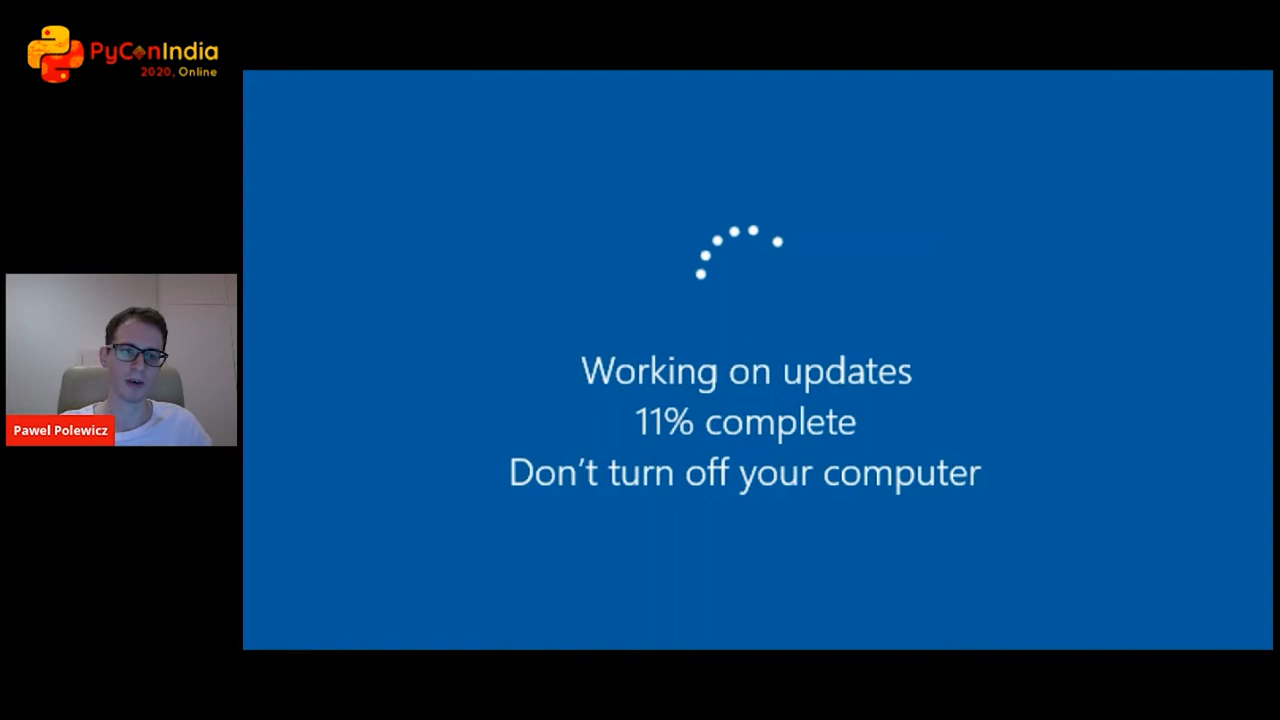 PyConIndia
2020, Online
Working on updates
11% complete
Don't turn off your computer
Pawel Polewicz